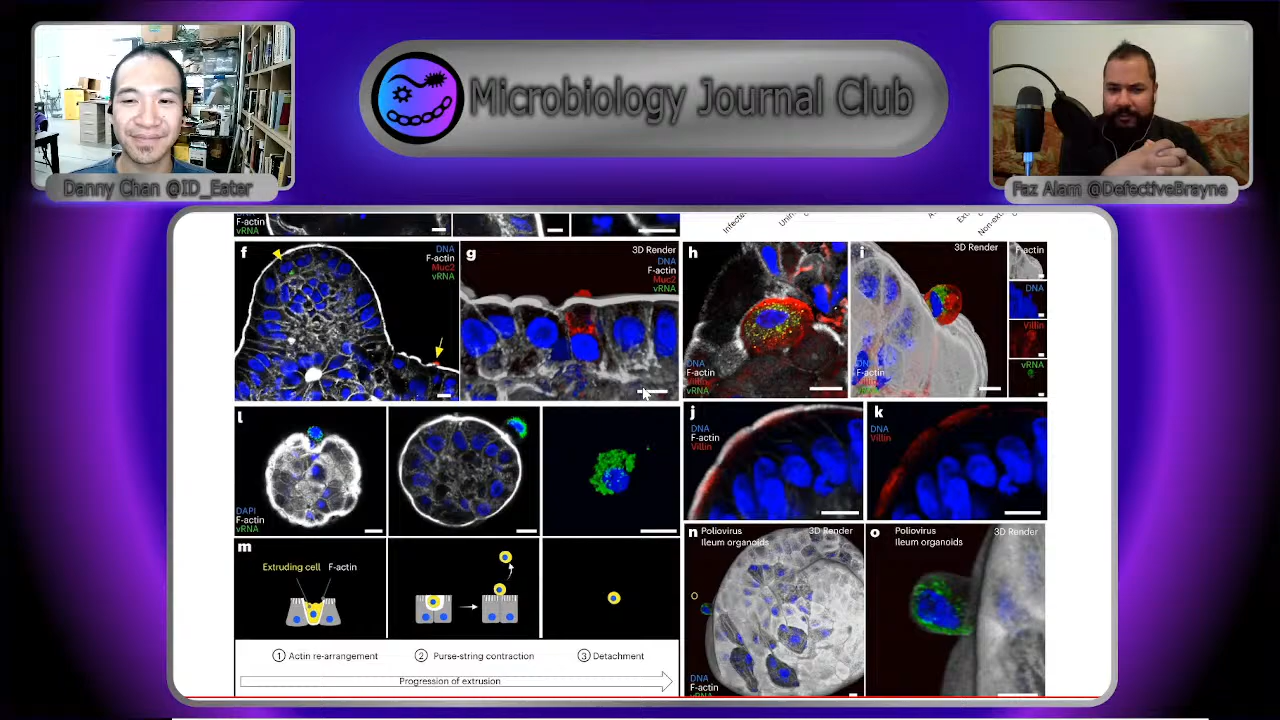 Microbiology Journal Club
Danny Chan @ID_Eater
Faz Alam @DefectiveBrayne
F-actin
vRNA
f
DNA
F-actin
Muc2
vRNA
g
3D Render
DNA
F-actin
Muc2
vRNA
h
DNA
F-actin
vRNA
i
3D Render
DNA
F-actin
Villin
vRNA
F-actin
DNA
Villin
vRNA
l
DAPI
F-actin
vRNA
j
DNA
F-actin
Villin
k
DNA
Villin
m
Extruding cell
F-actin
1 Actin re-arrangement
2 Purse-string contraction
3 Detachment
Progression of extrusion
n
Poliovirus
Ileum organoids
3D Render
DNA
F-actin
o
Poliovirus
Ileum organoids
3D Render